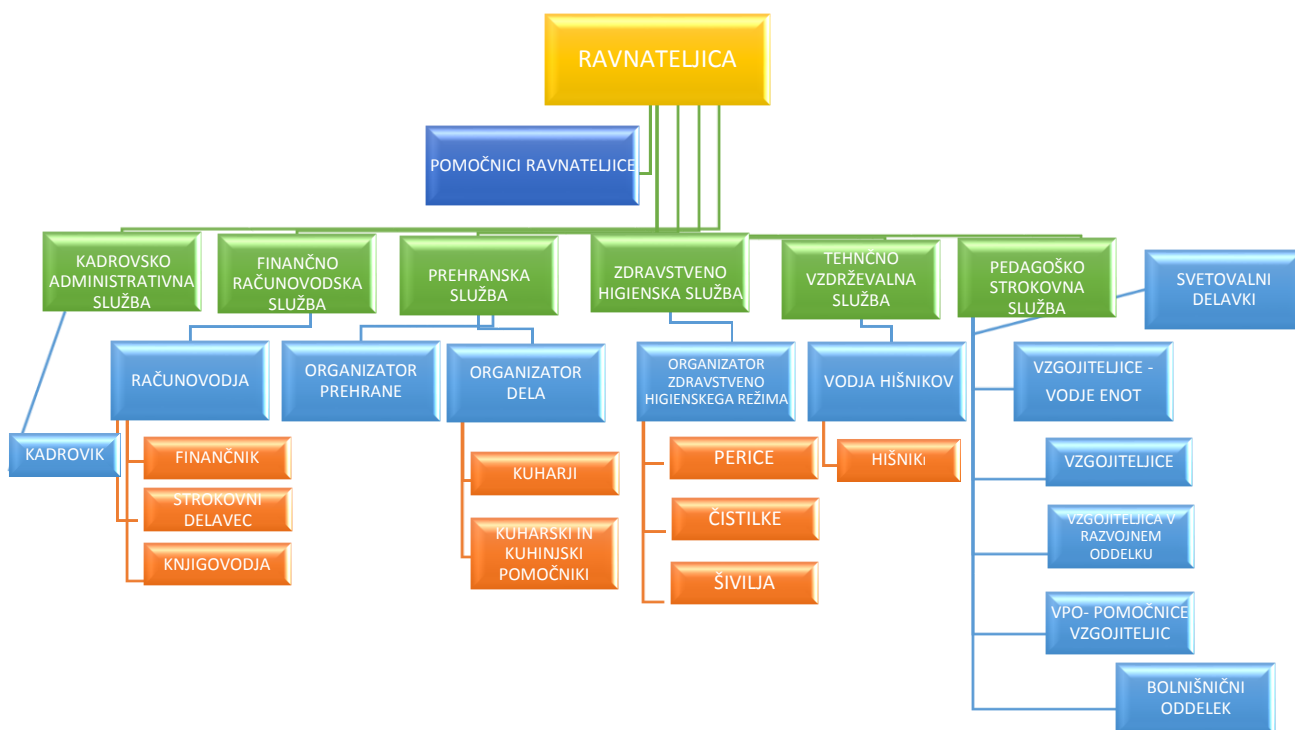 RAVNATELJICA
POMOČNICI RAVNATELJICE
KADROVSKO
ADMINISTRATIVNA
SLUŽBA
FINANČNO
RAČUNOVODSKA
SLUŽBA
PREHRANSKA
SLUŽBA
ZDRAVSTVENO
HIGIENSKA SLUŽBA
TEHNČNO
VZDRŽEVALNA
SLUŽBA
PEDAGOŠKO
STROKOVNA
SLUŽBA
SVETOVALNI
DELAVKI
RAČUNOVODJA
ORGANIZATOR
PREHRANE
ORGANIZATOR
DELA
ORGANIZATOR
ZDRAVSTVENO
HIGIENSKEGA REŽIMA
VODJA HIŠNIKOV
VZGOJITELJICE -
VODJE ENOT
KADROVIK
FINANČNIK
STROKOVNI
DELAVEC
KNJIGOVODJA
KUHARJI
KUHARSKI IN
KUHINJSKI
POMOČNIKI
PERICE
ČISTILKE
ŠIVILJA
HIŠNIKI
VZGOJITELJICE
VZGOJITELJICA V
RAZVOJNEM
ODDELKU
VPO- POMOČNICE
VZGOJITELJIC
BOLNIŠNIČNI
ODDELEK